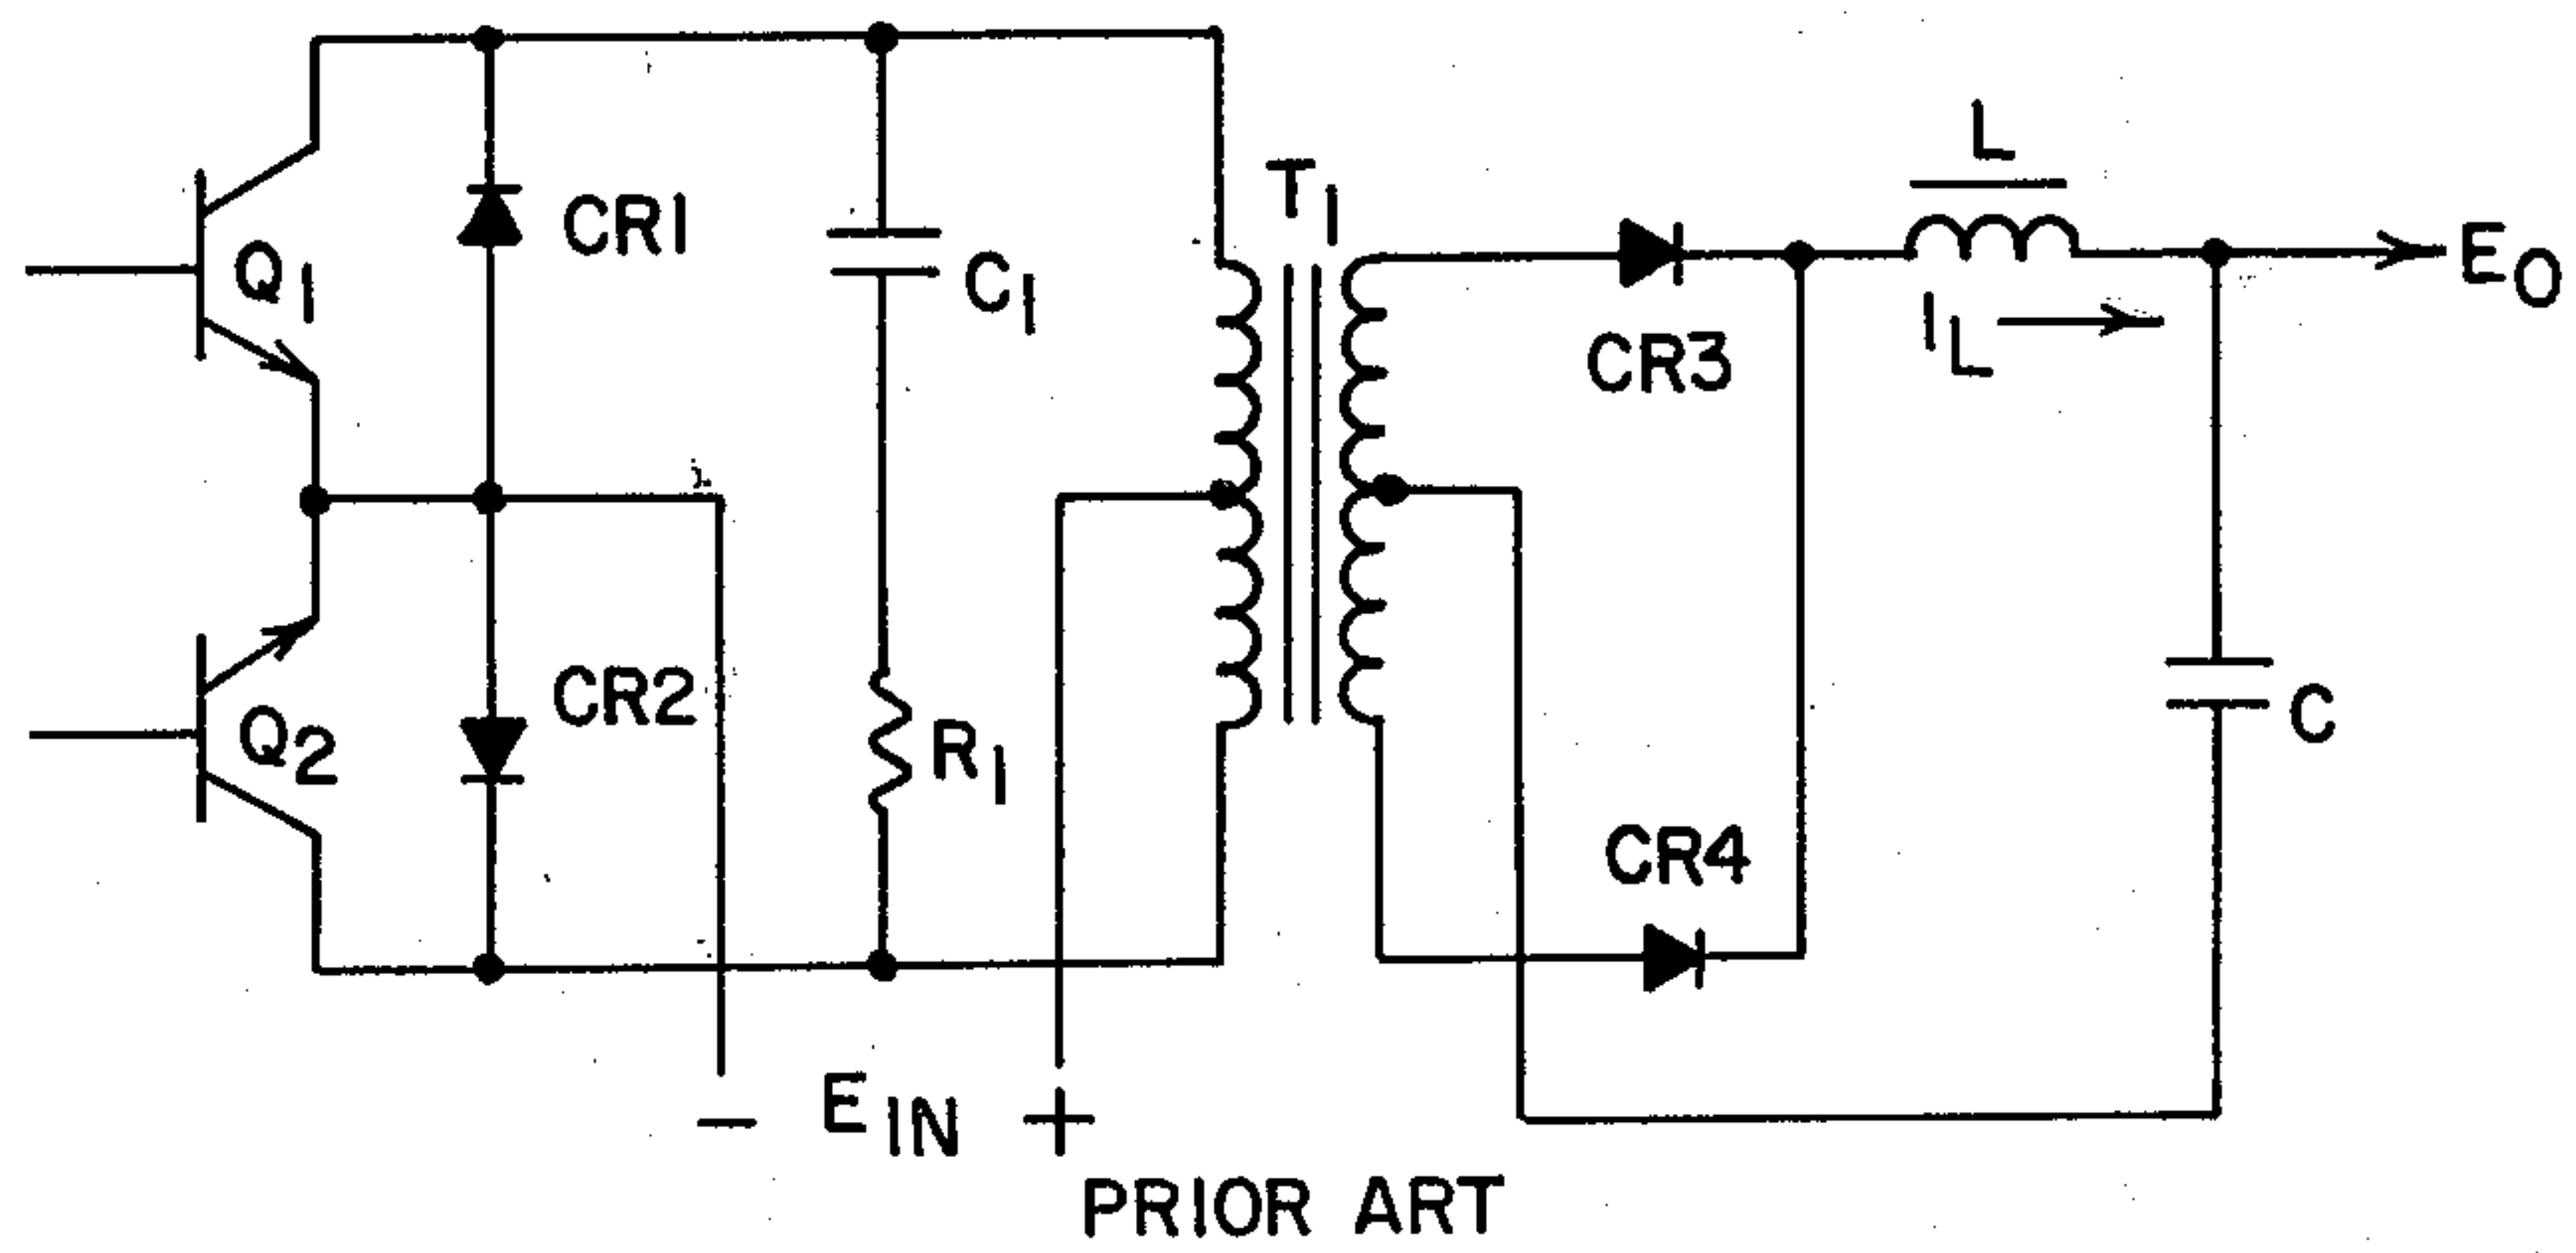 L
T1
CR1
Q1
C1
EO
IL
CR3
CR2
Q2
R1
C
CR4
− EIN +
PRIOR ART